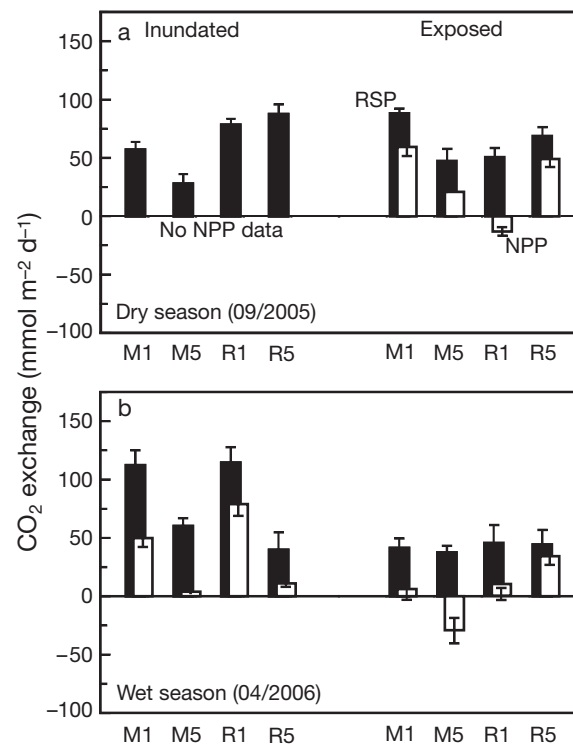 CO₂ exchange (mmol m⁻² d⁻¹)
a Inundated Exposed
150
100
50
0
−50
−100
RSP
No NPP data
NPP
Dry season (09/2005)
M1 M5 R1 R5 M1 M5 R1 R5
b
150
100
50
0
−50
−100
Wet season (04/2006)
M1 M5 R1 R5 M1 M5 R1 R5